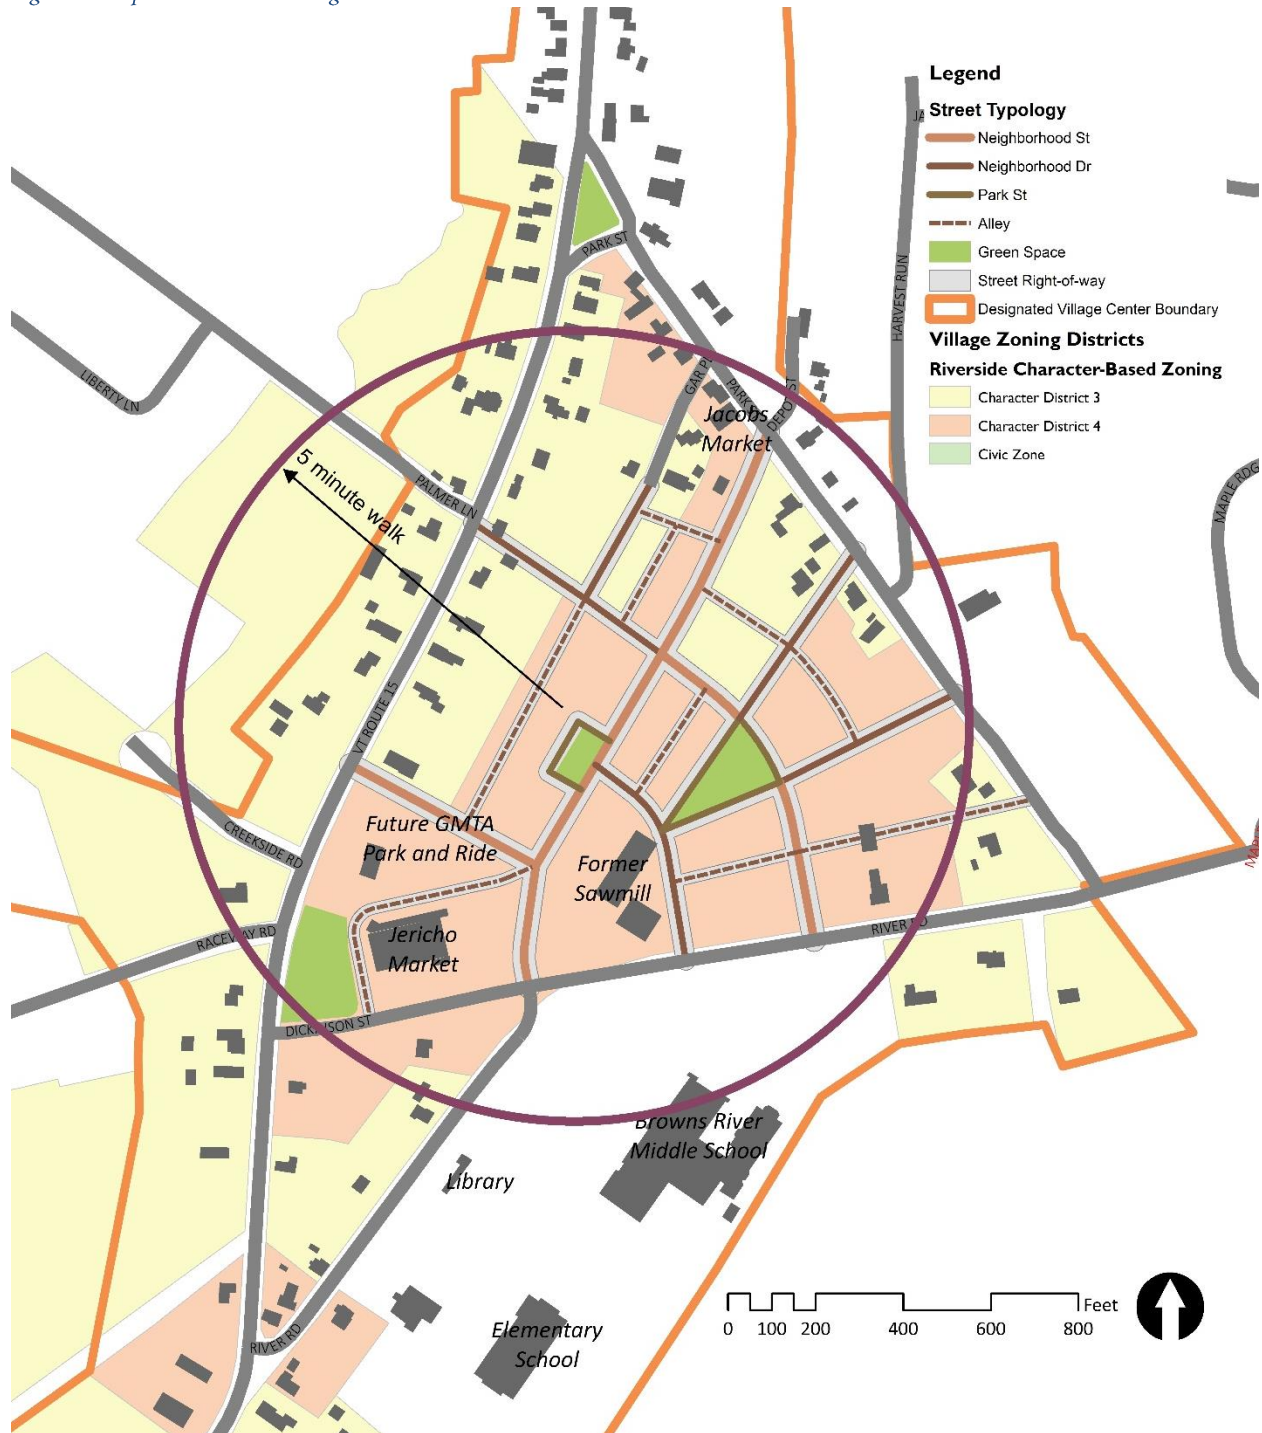 Legend
Street Typology
Neighborhood St
Neighborhood Dr
Park St
Alley
Green Space
Street Right-of-way
Designated Village Center Boundary
Village Zoning Districts
Riverside Character-Based Zoning
Character District 3
Character District 4
Civic Zone
PARK ST
HARVEST RUN
LIBERTY LN
GAR PL
PARK
DEPOT ST
Jacobs
Market
5 minute walk
PALMER LN
MAPLE RDG
VT ROUTE 15
CREEKSIDE RD
Future GMTA
Park and Ride
Former
Sawmill
RACEWAY RD
Jericho
Market
RIVER RD
DICKINSON ST
Browns River
Middle School
Library
RIVER RD
Elementary
School
Feet
0 100 200 400 600 800